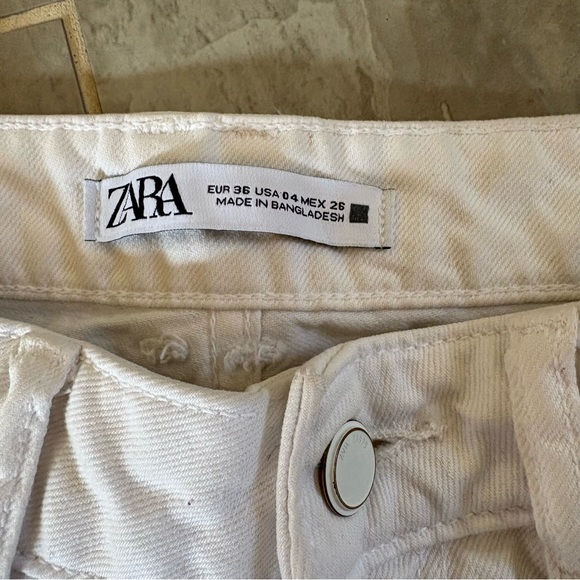 ZARA
EUR 36 USA 04 MEX 26
MADE IN BANGLADESH